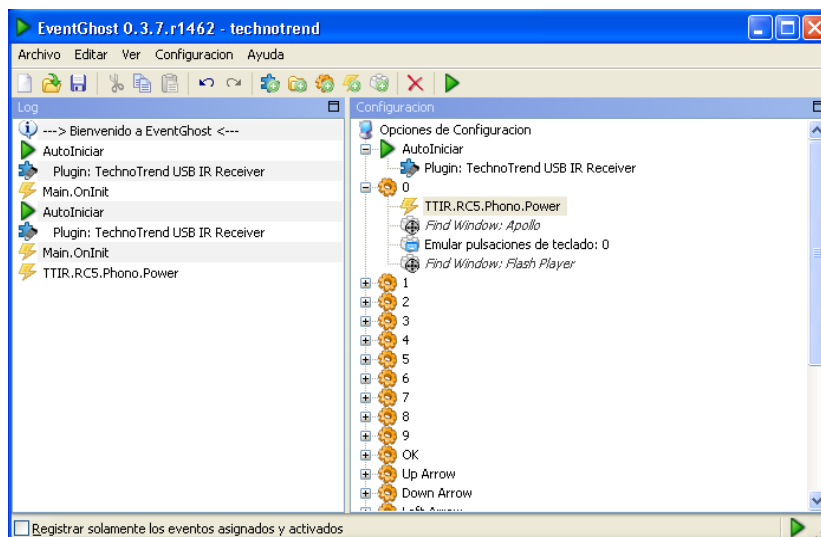 EventGhost 0.3.7.r1462 - technotrend
Archivo Editar Ver Configuracion Ayuda
Log
---> Bienvenido a EventGhost <---
AutoIniciar
Plugin: TechnoTrend USB IR Receiver
Main.OnInit
AutoIniciar
Plugin: TechnoTrend USB IR Receiver
Main.OnInit
TTIR.RC5.Phono.Power
Configuracion
Opciones de Configuracion
AutoIniciar
Plugin: TechnoTrend USB IR Receiver
0
TTIR.RC5.Phono.Power
Find Window: Apollo
Emular pulsaciones de teclado: 0
Find Window: Flash Player
1
2
3
4
5
6
7
8
9
OK
Up Arrow
Down Arrow
Left Arrow
Registrar solamente los eventos asignados y activados